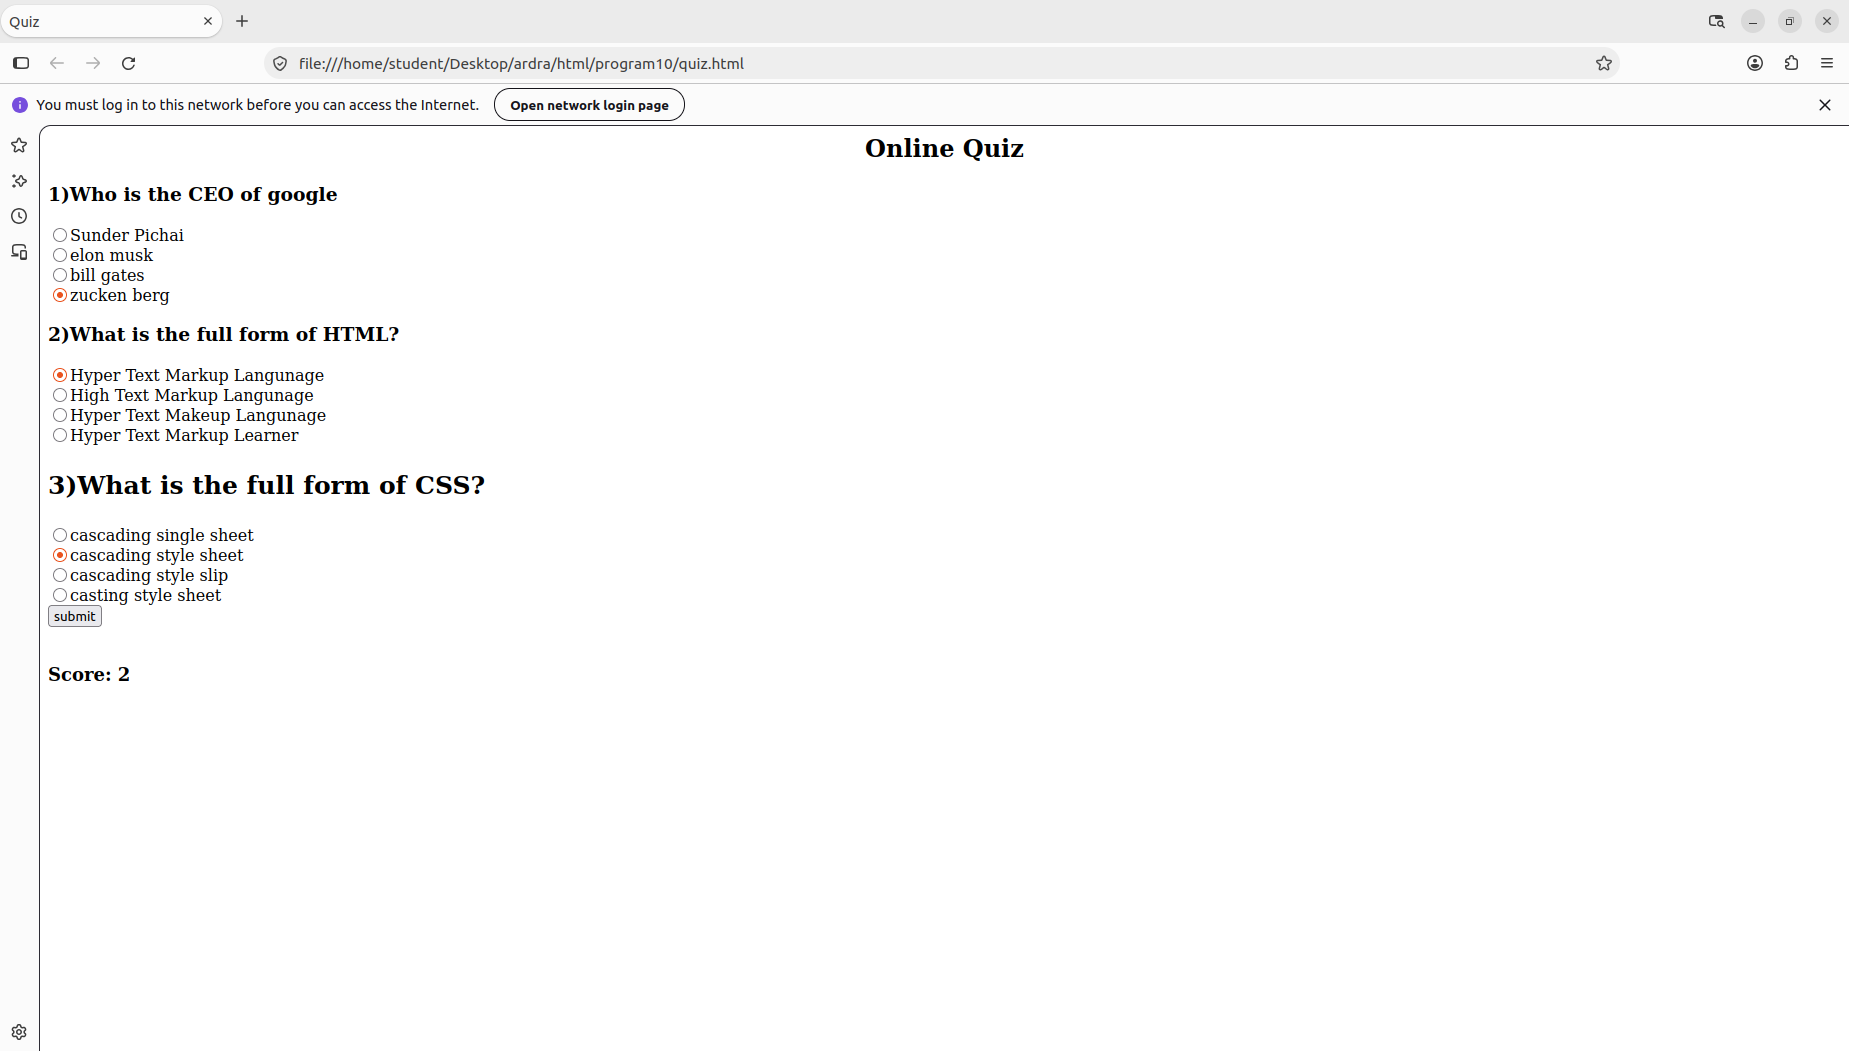 Quiz
file:///home/student/Desktop/ardra/html/program10/quiz.html
You must log in to this network before you can access the Internet. Open network login page
Online Quiz
1)Who is the CEO of google
Sunder Pichai
elon musk
bill gates
zucken berg
2)What is the full form of HTML?
Hyper Text Markup Langunage
High Text Markup Langunage
Hyper Text Makeup Langunage
Hyper Text Markup Learner
3)What is the full form of CSS?
cascading single sheet
cascading style sheet
cascading style slip
casting style sheet
submit
Score: 2